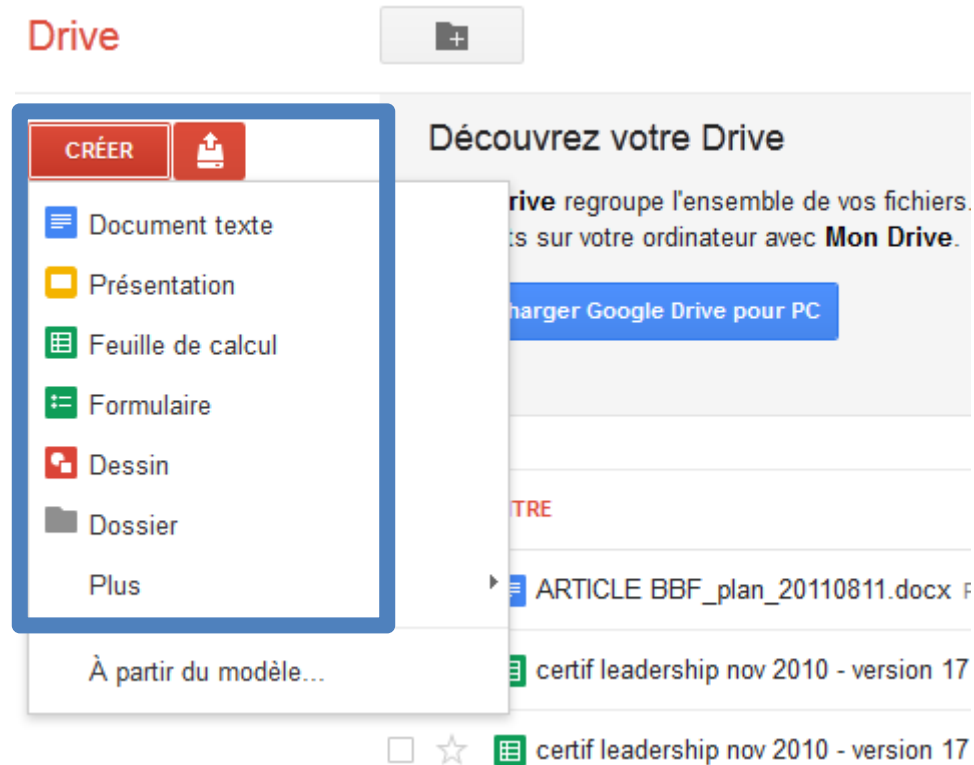 Drive
CRÉER
Découvrez votre Drive
Document texte
rive regroupe l'ensemble de vos fichiers.
ts sur votre ordinateur avec Mon Drive.
Présentation
harger Google Drive pour PC
Feuille de calcul
Formulaire
Dessin
Dossier
TRE
Plus
ARTICLE BBF_plan_20110811.docx
À partir du modèle...
certif leadership nov 2010 - version 17
certif leadership nov 2010 - version 17